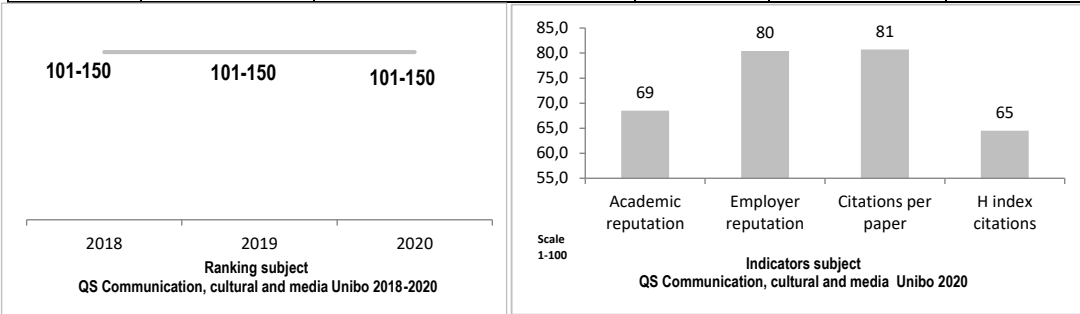 101-150
101-150
101-150
2018 2019 2020
Ranking subject
QS Communication, cultural and media Unibo 2018-2020
85,0
80,0
75,0
70,0
65,0
60,0
55,0
69
80
81
65
Academic reputation
Employer reputation
Citations per paper
H index citations
Scale
1-100
Indicators subject
QS Communication, cultural and media Unibo 2020